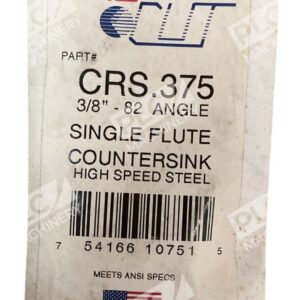 CUT
PART#
CRS.375
3/8" - 82 ANGLE
SINGLE FLUTE
COUNTERSINK
HIGH SPEED STEEL
7 54166 10751 5
MEETS ANSI SPECS